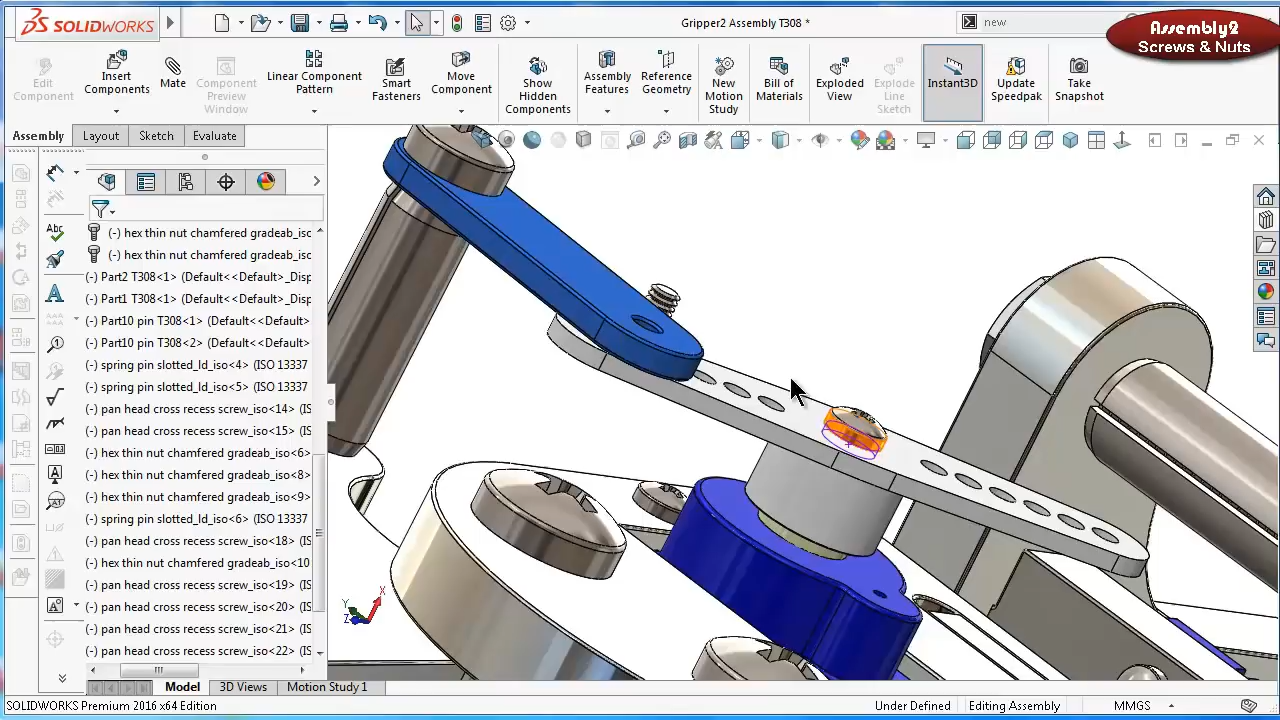 SOLIDWORKS
Gripper2 Assembly T308 *
new
Assembly2
Screws & Nuts
Edit
Component
Insert
Components
Mate
Component
Preview
Window
Linear Component
Pattern
Smart
Fasteners
Move
Component
Show
Hidden
Components
Assembly
Features
Reference
Geometry
New
Motion
Study
Bill of
Materials
Exploded
View
Explode
Line
Sketch
Instant3D
Update
Speedpak
Take
Snapshot
Assembly
Layout
Sketch
Evaluate
(-) hex thin nut chamfered gradeab_iso
(-) hex thin nut chamfered gradeab_iso
(-) Part2 T308<1> (Default<<Default>_Disp
(-) Part1 T308<1> (Default<<Default>_Disp
(-) Part10 pin T308<1> (Default<<Default>
(-) Part10 pin T308<2> (Default<<Default>
(-) spring pin slotted_ld_iso<4> (ISO 13337
(-) spring pin slotted_ld_iso<5> (ISO 13337
(-) pan head cross recess screw_iso<14> (IS
(-) pan head cross recess screw_iso<15> (IS
(-) hex thin nut chamfered gradeab_iso<6>
(-) hex thin nut chamfered gradeab_iso<8>
(-) hex thin nut chamfered gradeab_iso<9>
(-) spring pin slotted_ld_iso<6> (ISO 13337
(-) pan head cross recess screw_iso<18> (IS
(-) hex thin nut chamfered gradeab_iso<10
(-) pan head cross recess screw_iso<19> (IS
(-) pan head cross recess screw_iso<20> (IS
(-) pan head cross recess screw_iso<21> (IS
(-) pan head cross recess screw_iso<22> (IS
Y
X
Z
Model
3D Views
Motion Study 1
SOLIDWORKS Premium 2016 x64 Edition
Under Defined
Editing Assembly
MMGS